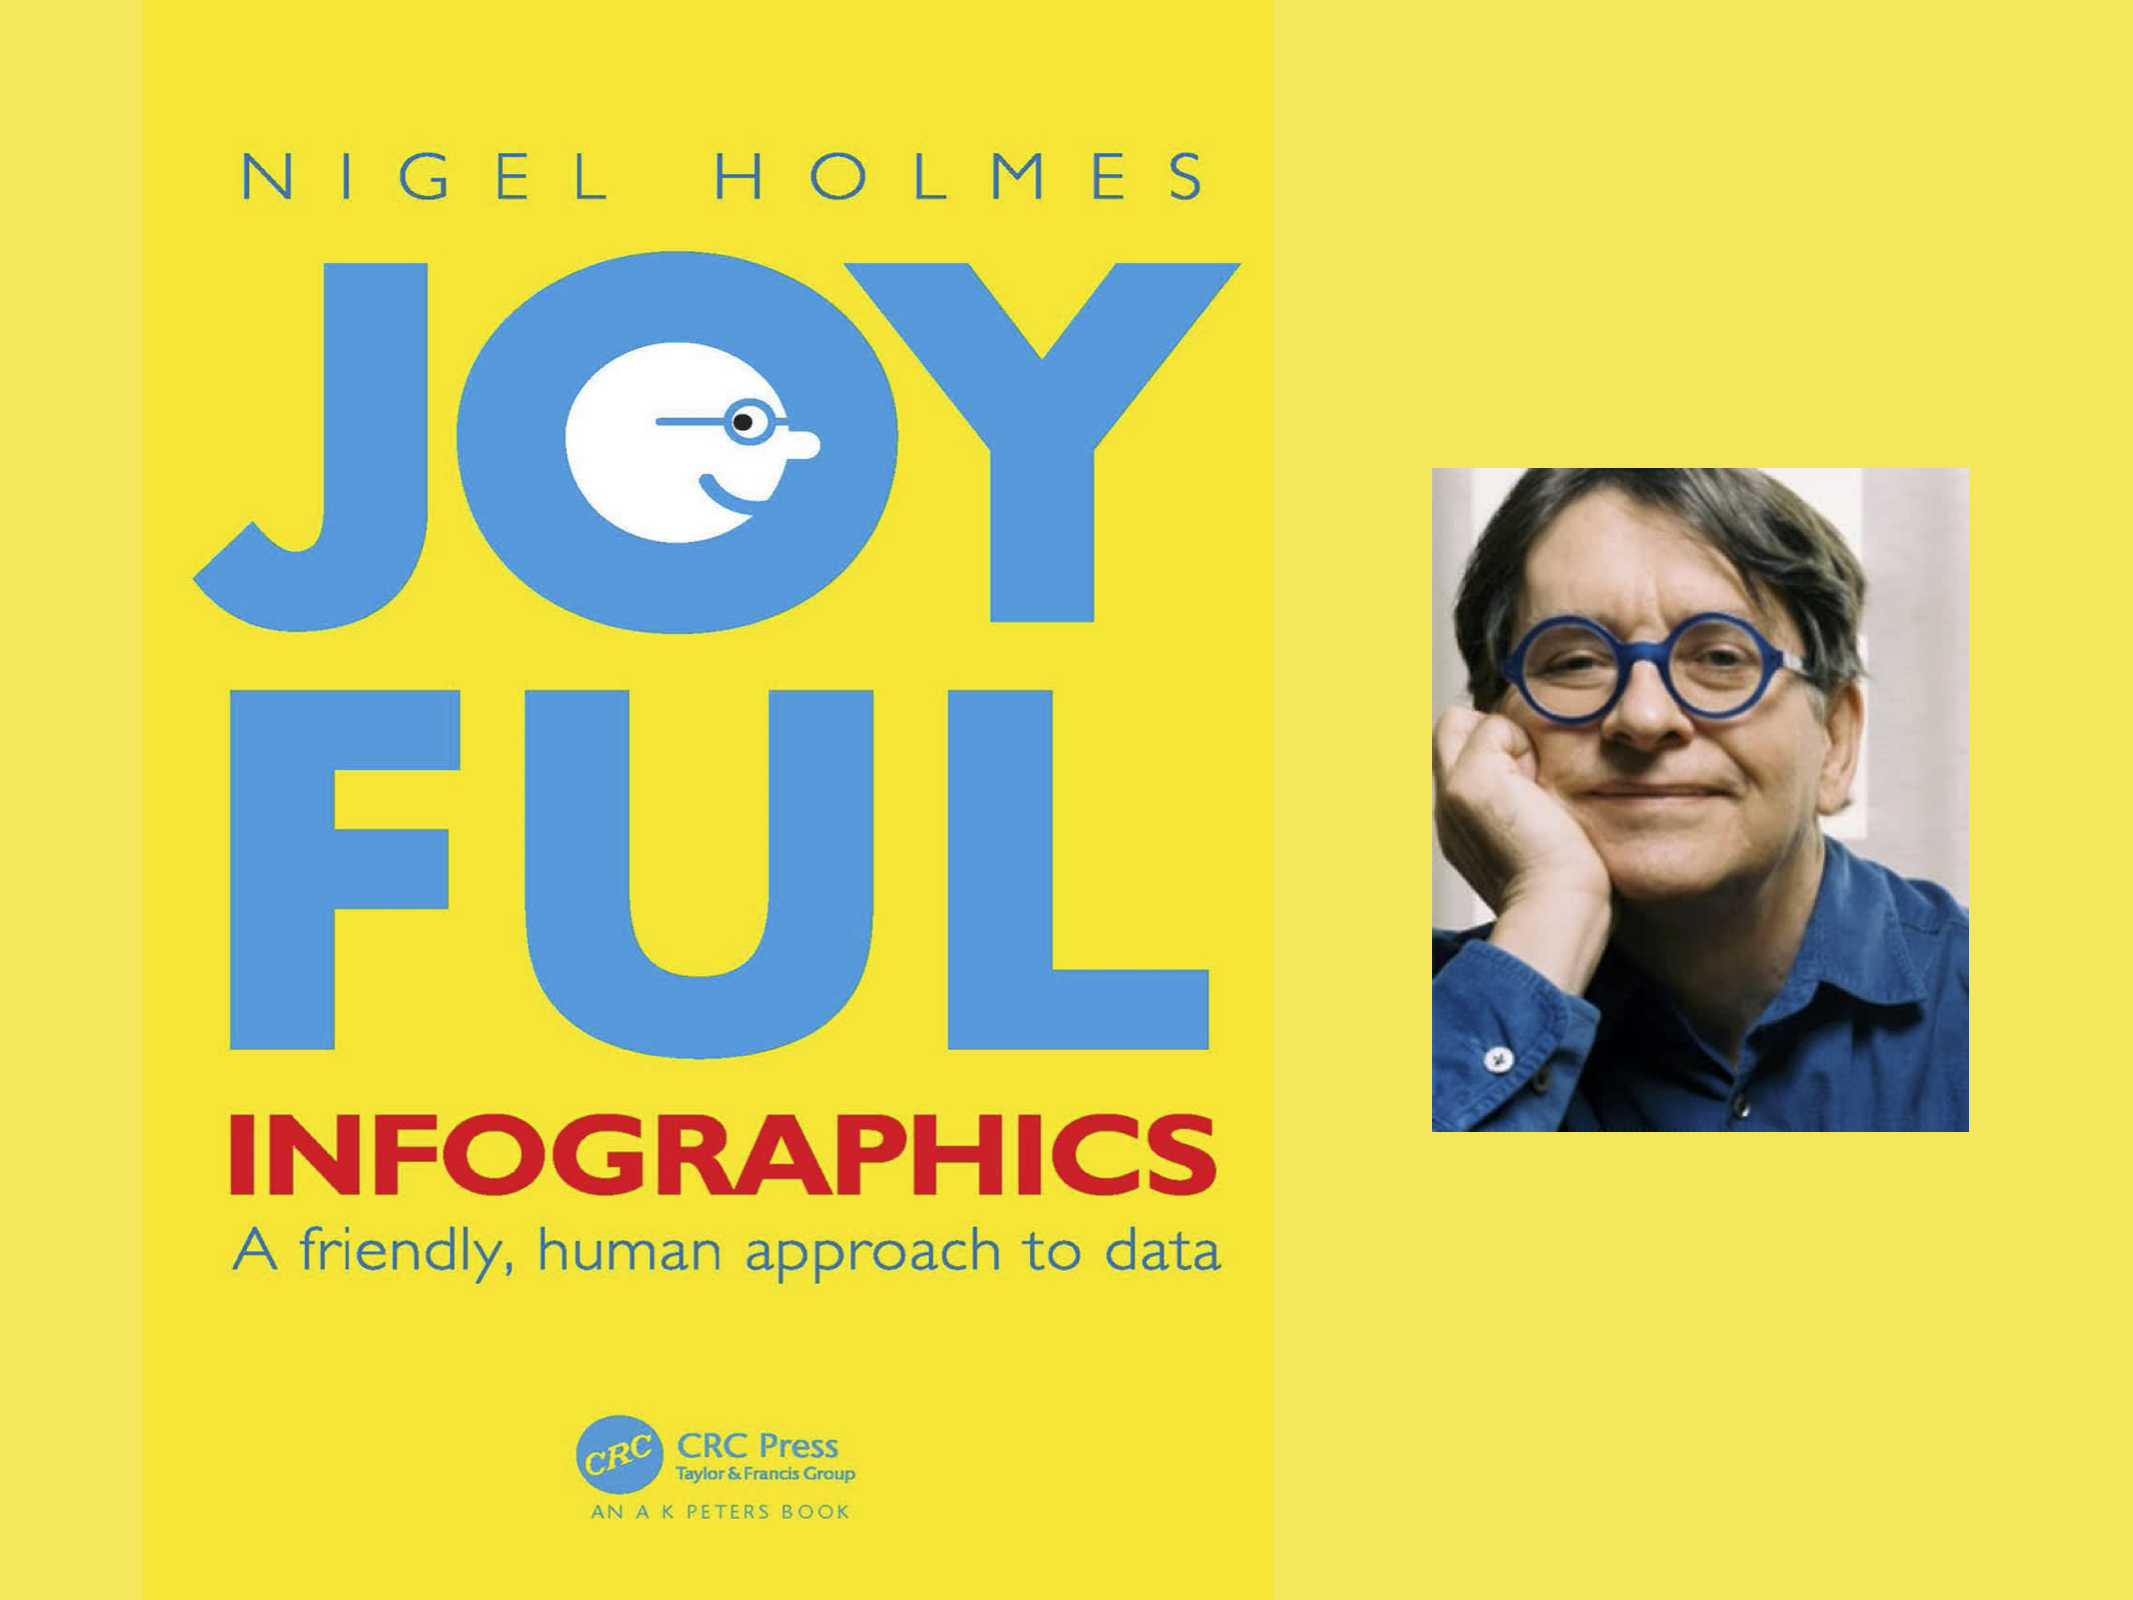 NIGEL HOLMES
JOY
FUL
INFOGRAPHICS
A friendly, human approach to data
CRC
CRC Press
Taylor & Francis Group
AN A K PETERS BOOK